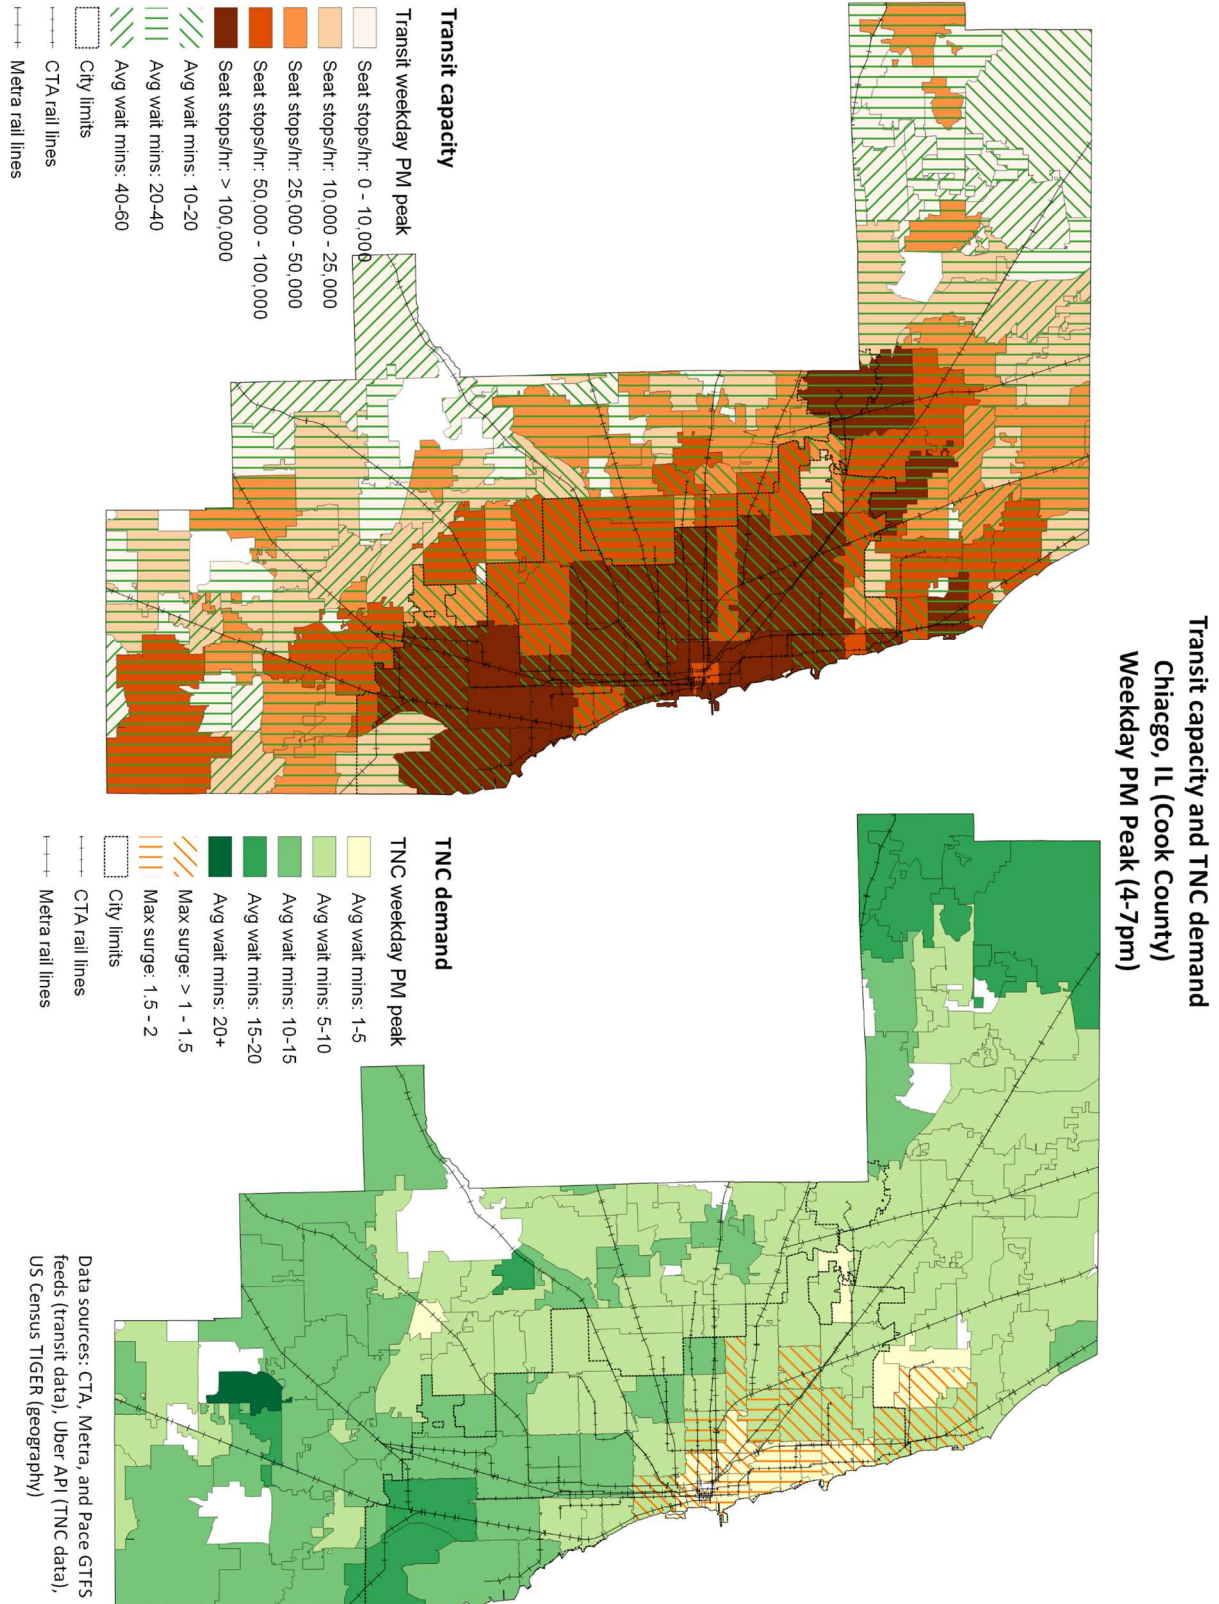 Transit capacity and TNC demand
Chiacgo, IL (Cook County)
Weekday PM Peak (4-7pm)
Transit capacity
Transit weekday PM peak
Seat stops/hr: 0 - 10,000
Seat stops/hr: 10,000 - 25,000
Seat stops/hr: 25,000 - 50,000
Seat stops/hr: 50,000 - 100,000
Seat stops/hr: > 100,000
Avg wait mins: 10-20
Avg wait mins: 20-40
Avg wait mins: 40-60
City limits
CTA rail lines
Metra rail lines
TNC demand
TNC weekday PM peak
Avg wait mins: 1-5
Avg wait mins: 5-10
Avg wait mins: 10-15
Avg wait mins: 15-20
Avg wait mins: 20+
Max surge: > 1 - 1.5
Max surge: 1.5 - 2
City limits
CTA rail lines
Metra rail lines
Data sources: CTA, Metra, and Pace GTFS
feeds (transit data), Uber API (TNC data),
US Census TIGER (geography)